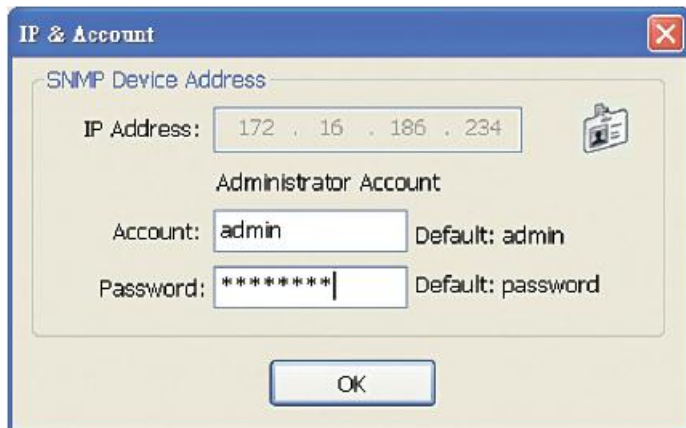 IP & Account
SNMP Device Address
IP Address: 172 . 16 . 186 . 234
Administrator Account
Account: admin Default: admin
Password: ******** Default: password
OK